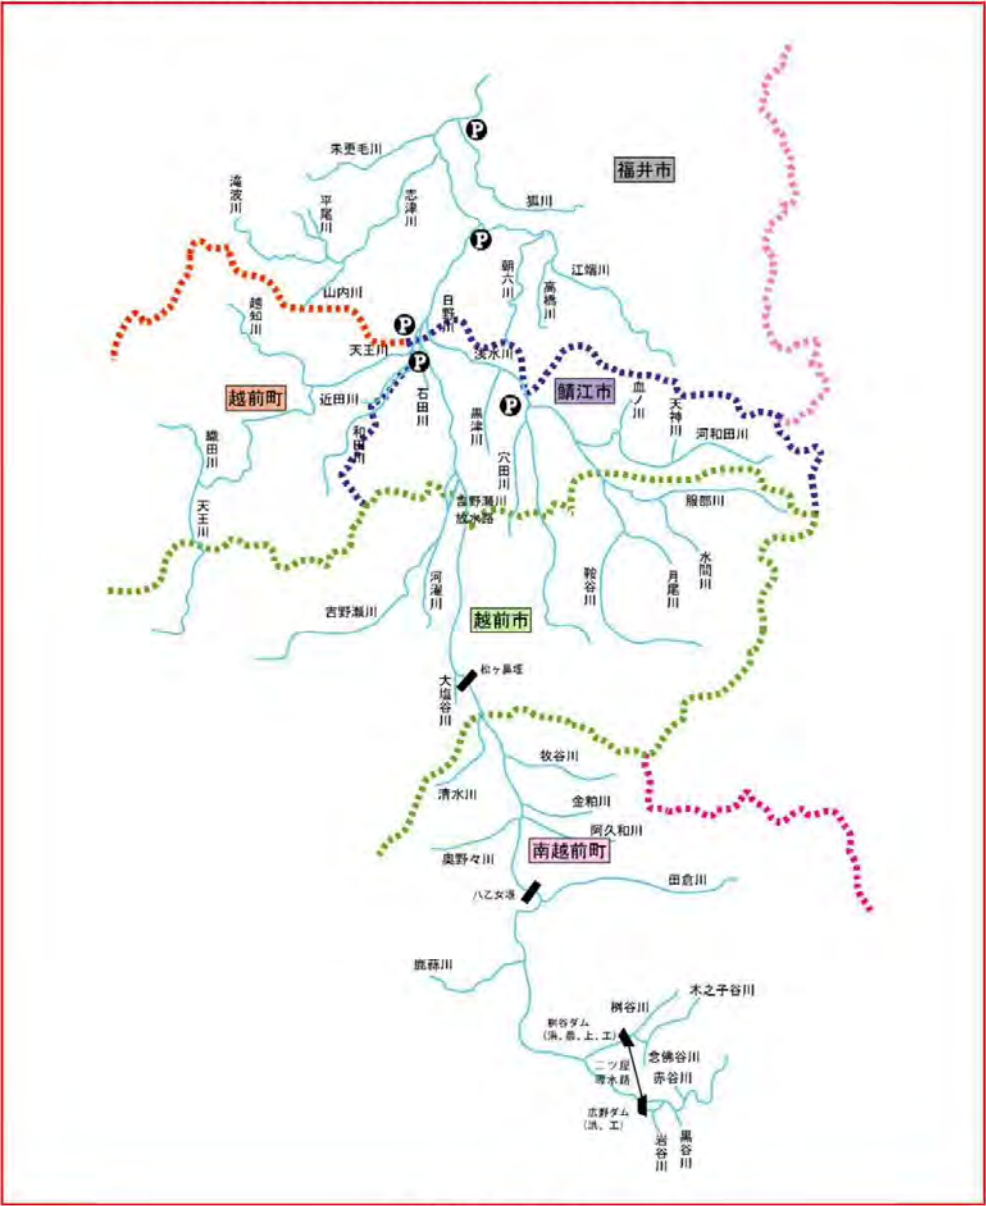 P
朱更毛川
福井市
滝波川
平尾川
志津川
狐川
P
朝六川
江端川
高橋川
山内川
越知川
日野川
P
天王川
浅水川
P
越前町
近田川
石田川
P
鯖江市
血ノ川
天神川
黒津川
和田川
織田川
河和田川
穴田川
吉野瀬川
放水路
服部川
天王川
水間川
河濯川
鞍谷川
月尾川
吉野瀬川
越前市
松ヶ鼻堰
大塩谷川
牧谷川
清水川
金粕川
阿久和川
南越前町
奥野々川
田倉川
八乙女堰
鹿蒜川
木之子谷川
桝谷川
桝谷ダム
(洪、農、上、工)
念佛谷川
二ツ屋
導水路
赤谷川
広野ダム
(洪、工)
岩谷川
黒谷川